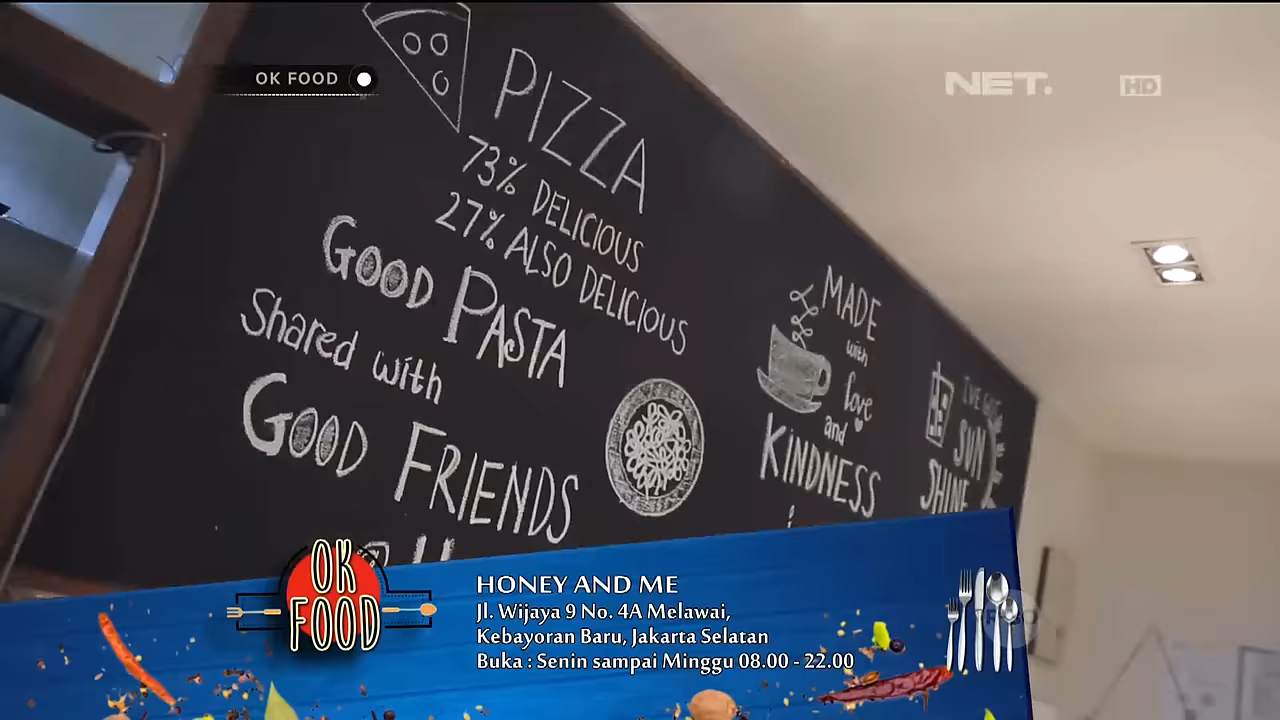 OK FOOD
NET.
HD
PIZZA
73% DELICIOUS
27% ALSO DELICIOUS
GOOD PASTA
Shared with
GOOD FRIENDS
MADE
with
love
and
KINDNESS
I'VE GOT
SUN
SHINE
OK
FOOD
HONEY AND ME
Jl. Wijaya 9 No. 4A Melawai,
Kebayoran Baru, Jakarta Selatan
Buka : Senin sampai Minggu 08.00 - 22.00